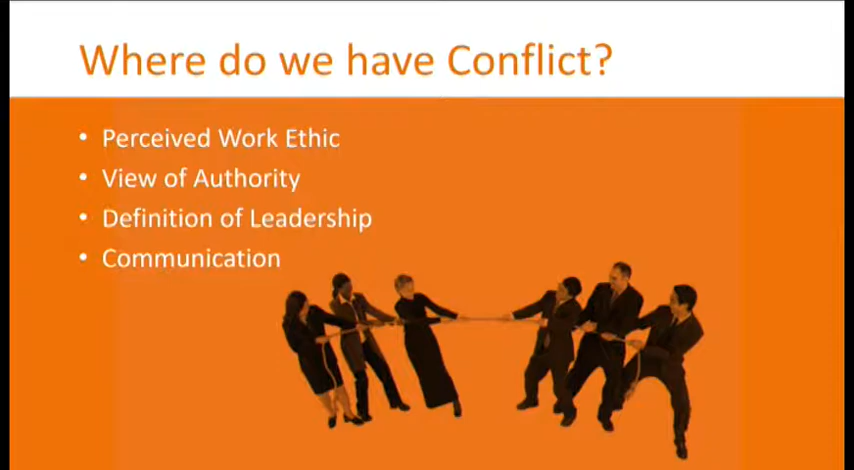 Where do we have Conflict?
• Perceived Work Ethic
• View of Authority
• Definition of Leadership
• Communication